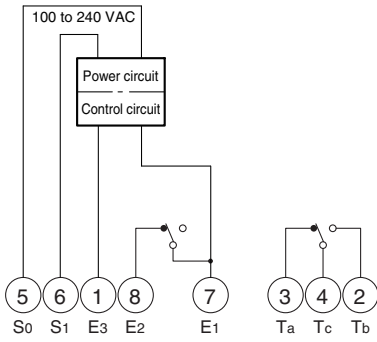 100 to 240 VAC
Power circuit
Control circuit
5 6 1 8 7 3 4 2
S0 S1 E3 E2 E1 Ta Tc Tb